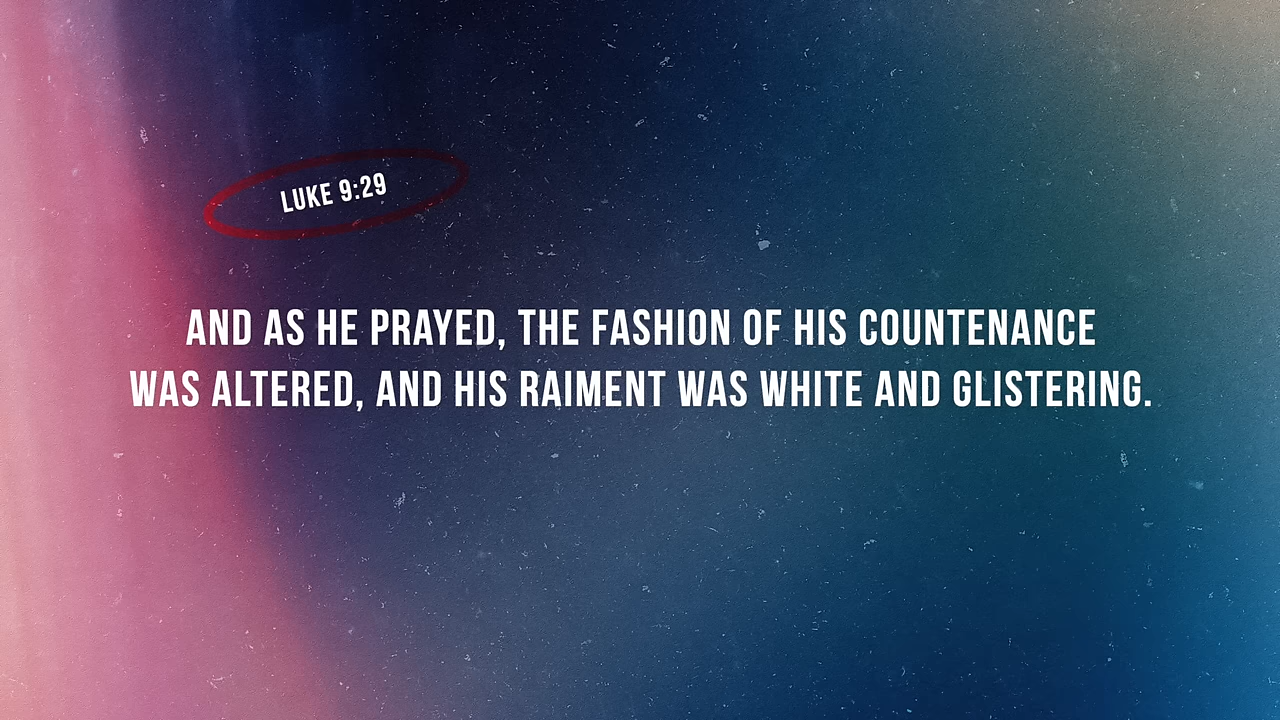 LUKE 9:29
AND AS HE PRAYED, THE FASHION OF HIS COUNTENANCE
WAS ALTERED, AND HIS RAIMENT WAS WHITE AND GLISTERING.